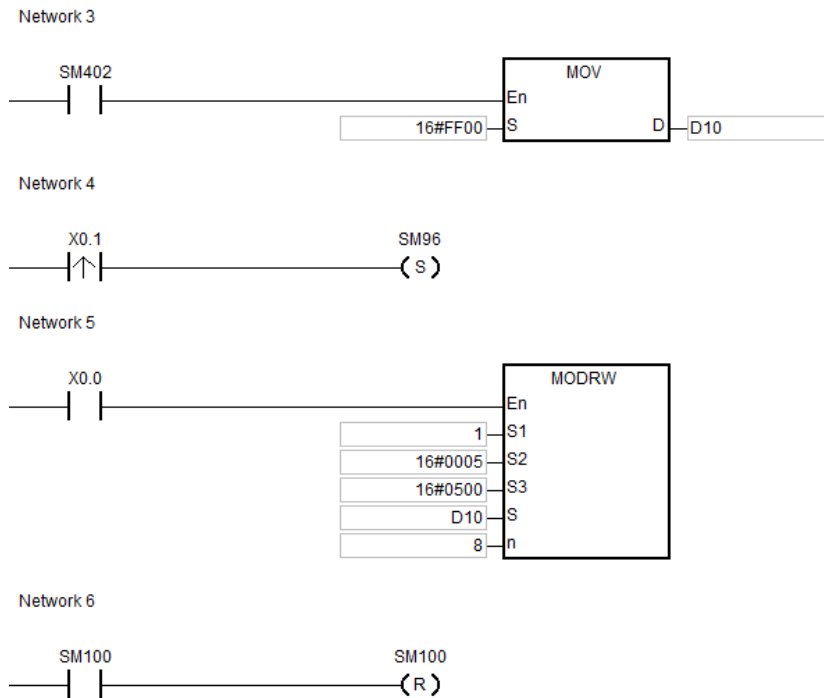 Network 3
SM402
MOV
En
16#FF00 S D D10
Network 4
X0.1 SM96
S
Network 5
X0.0
MODRW
En
1 S1
16#0005 S2
16#0500 S3
D10 S
8 n
Network 6
SM100 SM100
R